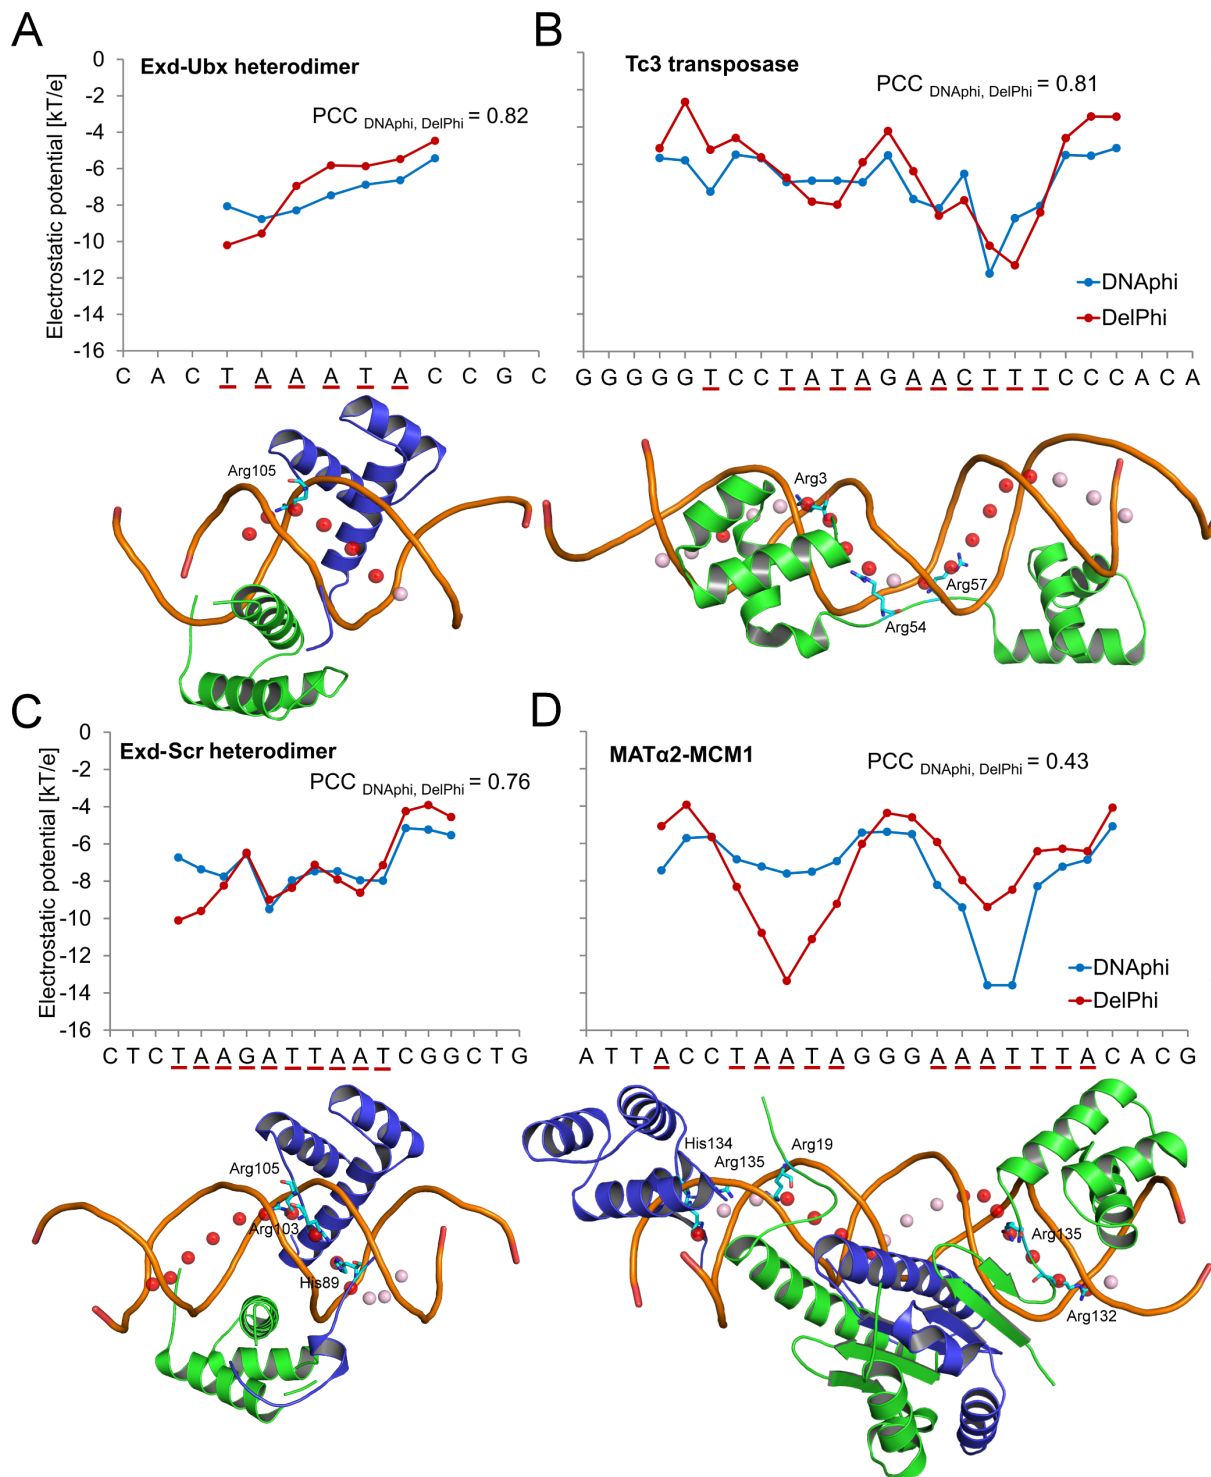 A
Exd-Ubx heterodimer
PCC DNAphi, DelPhi = 0.82
Electrostatic potential [kT/e]
0
-2
-4
-6
-8
-10
-12
-14
-16
C A C T A A A T A C C G C
Arg105
B
Tc3 transposase
PCC DNAphi, DelPhi = 0.81
DNAphi
DelPhi
G G G G G T C C T A T A G A A C T T T C C C A C A
Arg3
Arg57
Arg54
C
Exd-Scr heterodimer
PCC DNAphi, DelPhi = 0.76
Electrostatic potential [kT/e]
0
-2
-4
-6
-8
-10
-12
-14
-16
C T C T A A G A T T A A T C G G C T G
Arg105
Arg103
His89
D
MATα2-MCM1
PCC DNAphi, DelPhi = 0.43
DNAphi
DelPhi
A T T A C C T A A T A G G G A A A T T T A C A C G
His134
Arg135
Arg19
Arg135
Arg132